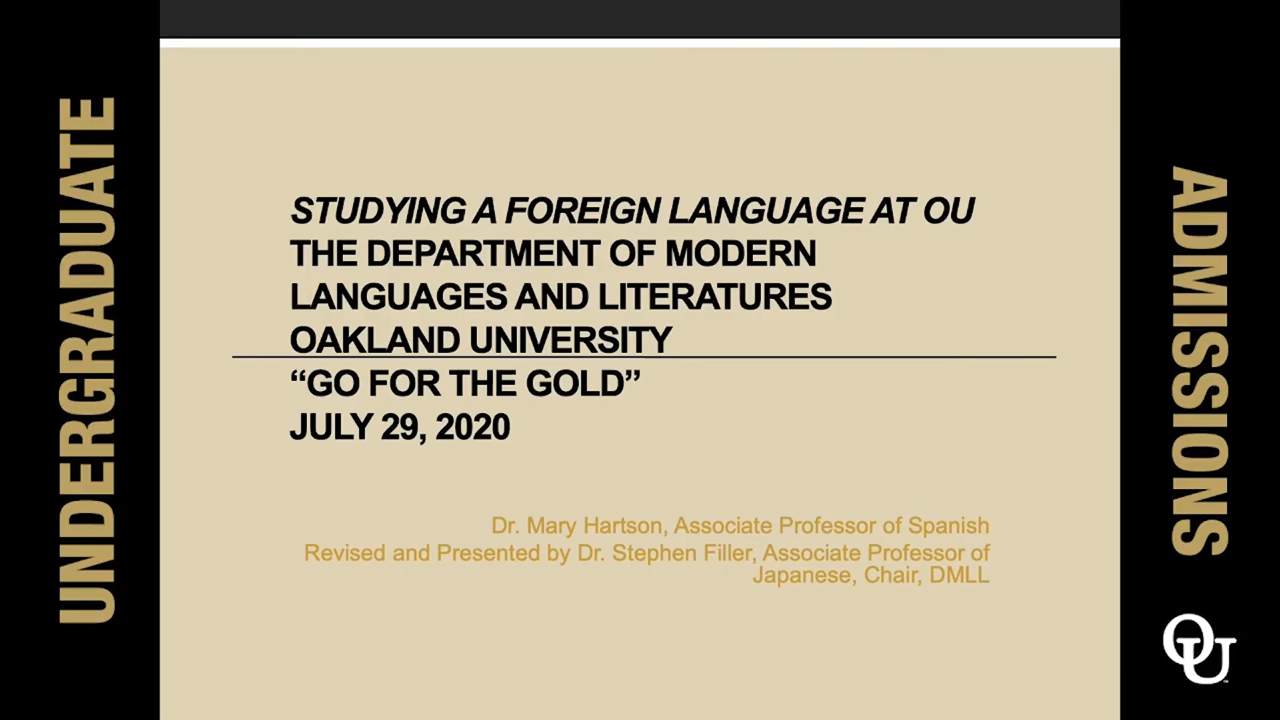 UNDERGRADUATE
STUDYING A FOREIGN LANGUAGE AT OU
THE DEPARTMENT OF MODERN
LANGUAGES AND LITERATURES
OAKLAND UNIVERSITY
“GO FOR THE GOLD”
JULY 29, 2020
Dr. Mary Hartson, Associate Professor of Spanish
Revised and Presented by Dr. Stephen Filler, Associate Professor of
Japanese, Chair, DMLL
ADMISSIONS
OU